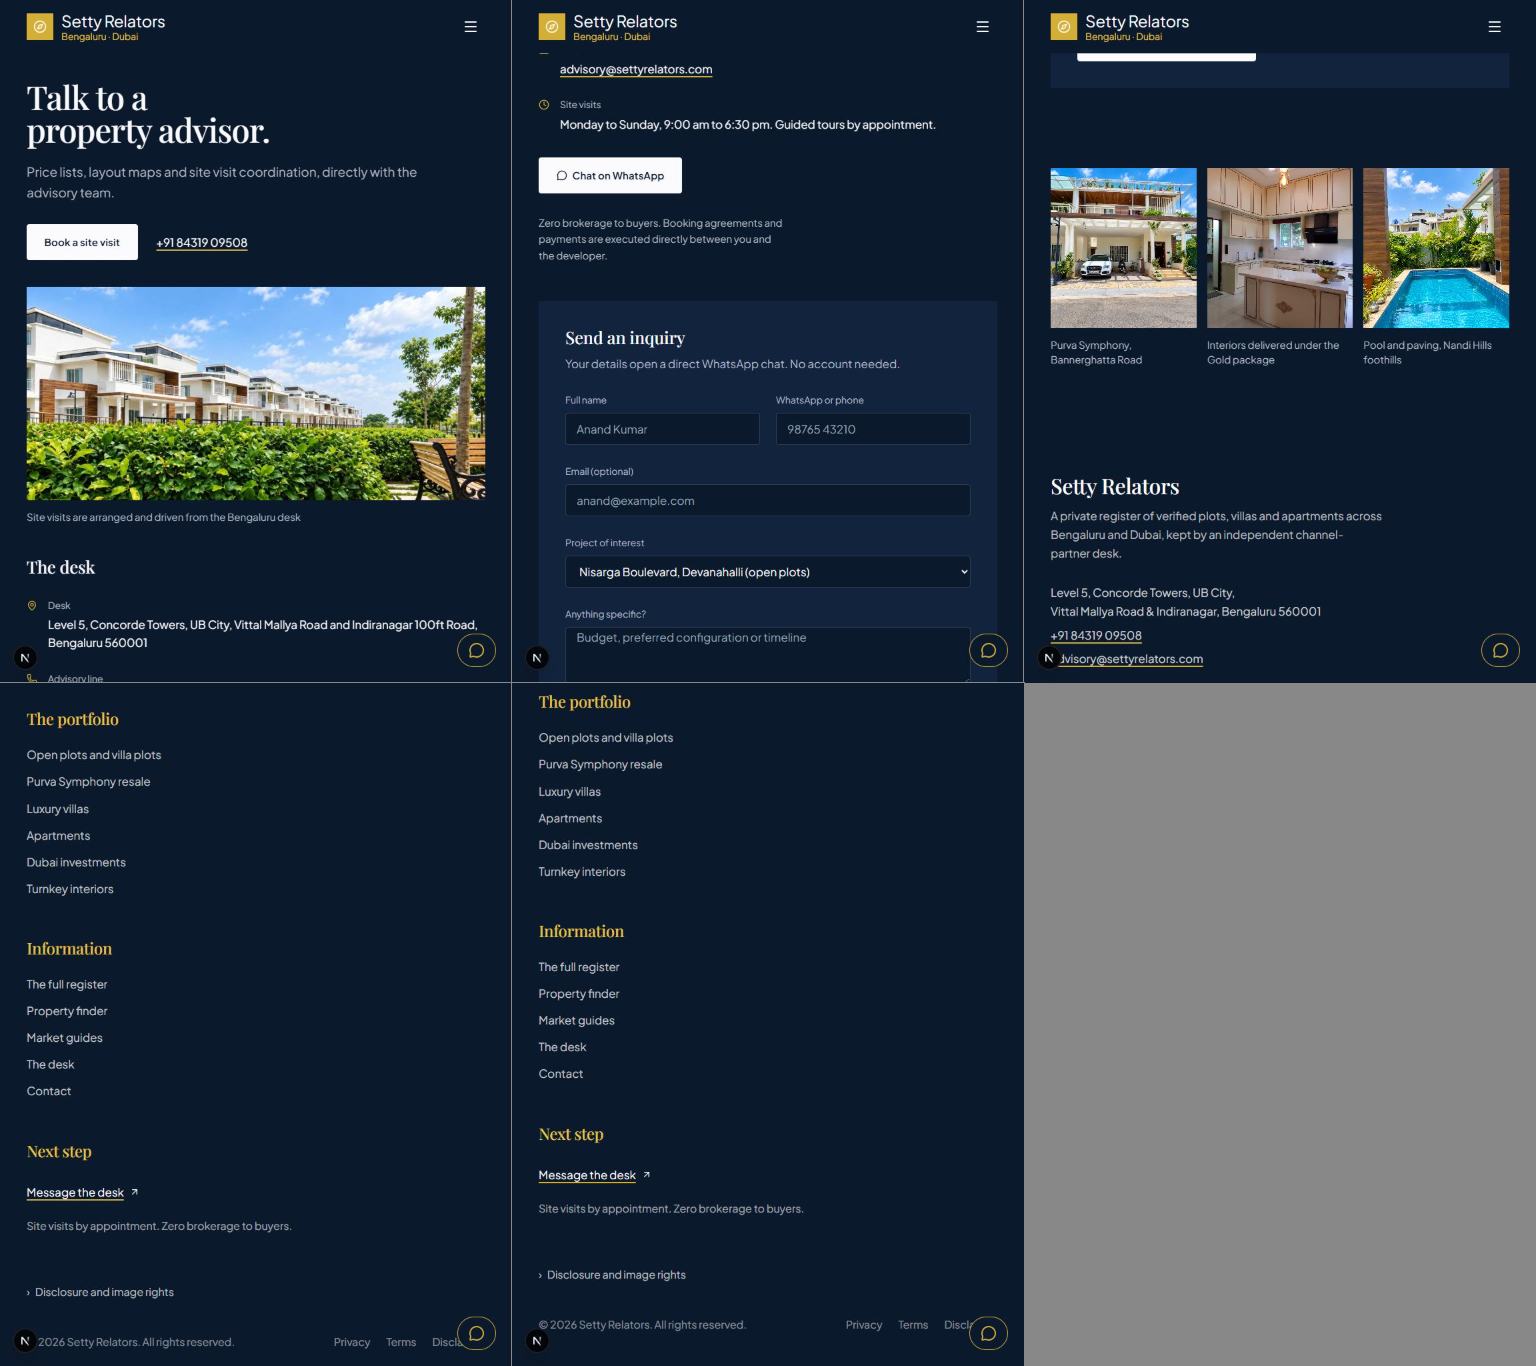 Setty Relators
Bengaluru · Dubai
Talk to a
property advisor.
Price lists, layout maps and site visit coordination, directly with the
advisory team.
Book a site visit
+91 84319 09508
Site visits are arranged and driven from the Bengaluru desk
The desk
Desk
Level 5, Concorde Towers, UB City, Vittal Mallya Road and Indiranagar 100ft Road,
Bengaluru 560001
N
Advisory line
Setty Relators
Bengaluru · Dubai
advisory@settyrelators.com
Site visits
Monday to Sunday, 9:00 am to 6:30 pm. Guided tours by appointment.
Chat on WhatsApp
Zero brokerage to buyers. Booking agreements and
payments are executed directly between you and
the developer.
Send an inquiry
Your details open a direct WhatsApp chat. No account needed.
Full name
WhatsApp or phone
Anand Kumar
98765 43210
Email (optional)
anand@example.com
Project of interest
Nisarga Boulevard, Devanahalli (open plots)
Anything specific?
Budget, preferred configuration or timeline
N
Setty Relators
Bengaluru · Dubai
Purva Symphony,
Bannerghatta Road
Interiors delivered under the
Gold package
Pool and paving, Nandi Hills
foothills
Setty Relators
A private register of verified plots, villas and apartments across
Bengaluru and Dubai, kept by an independent channel-
partner desk.
Level 5, Concorde Towers, UB City,
Vittal Mallya Road & Indiranagar, Bengaluru 560001
+91 84319 09508
N
dvisory@settyrelators.com
The portfolio
Open plots and villa plots
Purva Symphony resale
Luxury villas
Apartments
Dubai investments
Turnkey interiors
Information
The full register
Property finder
Market guides
The desk
Contact
Next step
Message the desk ↗
Site visits by appointment. Zero brokerage to buyers.
› Disclosure and image rights
N
2026 Setty Relators. All rights reserved.
Privacy
Terms
Discl
The portfolio
Open plots and villa plots
Purva Symphony resale
Luxury villas
Apartments
Dubai investments
Turnkey interiors
Information
The full register
Property finder
Market guides
The desk
Contact
Next step
Message the desk ↗
Site visits by appointment. Zero brokerage to buyers.
› Disclosure and image rights
© 2026 Setty Relators. All rights reserved.
Privacy
Terms
Discla
N